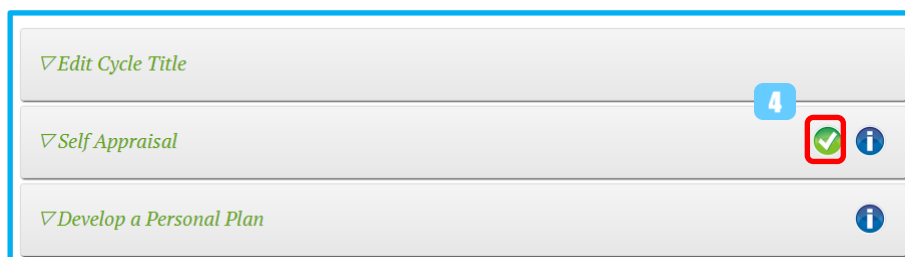 ▽Edit Cycle Title
4
▽Self Appraisal
▽Develop a Personal Plan